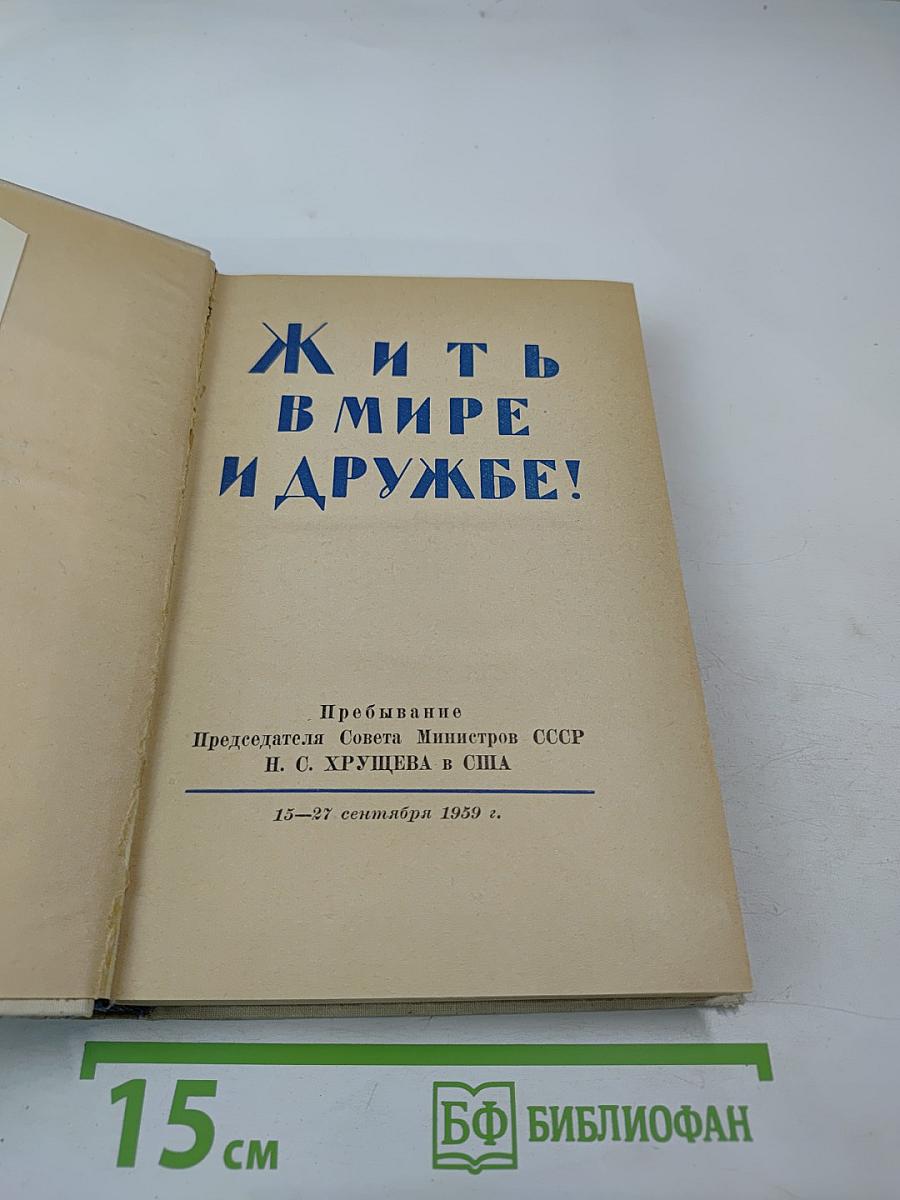 Жить
в мире
и дружбе!
Пребывание
Председателя Совета Министров СССР
Н. С. ХРУЩЕВА в США
15—27 сентября 1959 г.
15 см
БФ БИБЛИОФАН